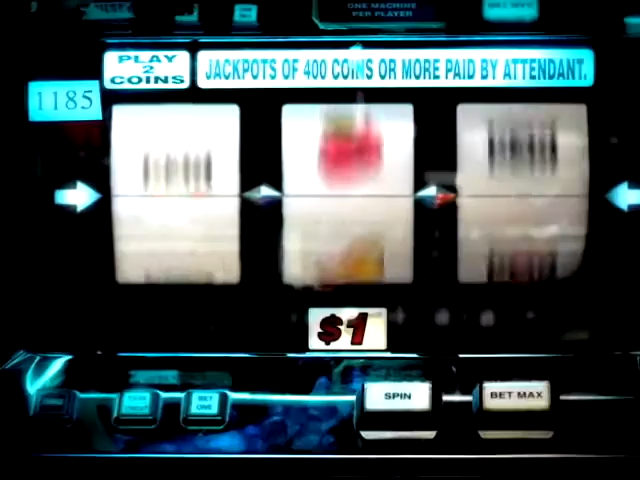 ONE MACHINE
PER PLAYER
PLAY
2
COINS
JACKPOTS OF 400 COINS OR MORE PAID BY ATTENDANT.
1185
$1
BET
ONE
SPIN
BET MAX